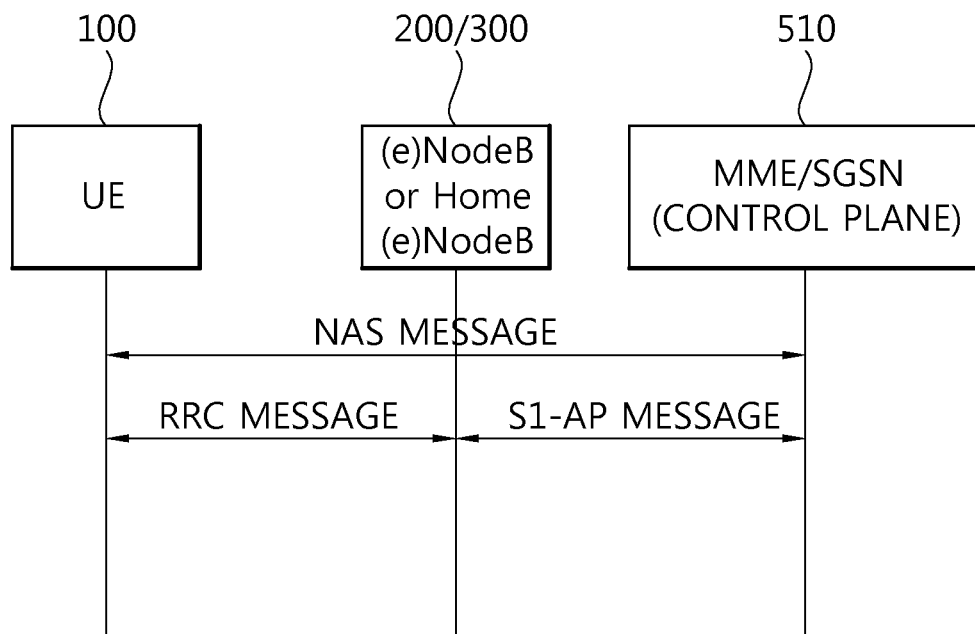 100
200/300
510
UE
(e)NodeB
or Home
(e)NodeB
MME/SGSN
(CONTROL PLANE)
NAS MESSAGE
RRC MESSAGE
S1-AP MESSAGE